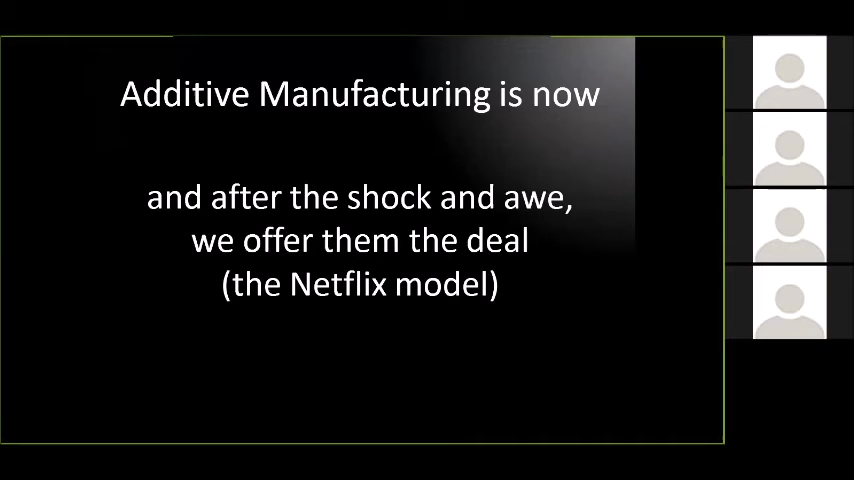 Additive Manufacturing is now
and after the shock and awe,
we offer them the deal
(the Netflix model)